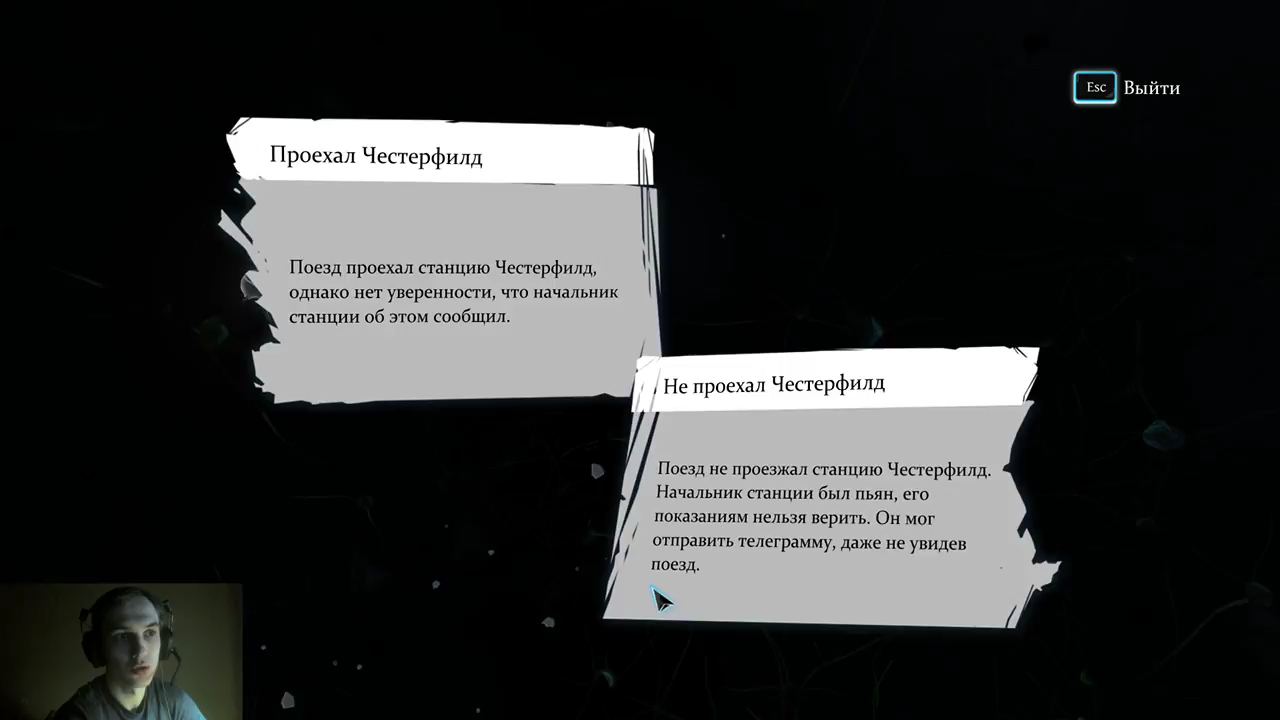 Esc Выйти
Проехал Честерфилд
Поезд проехал станцию Честерфилд,
однако нет уверенности, что начальник
станции об этом сообщил.
Не проехал Честерфилд
Поезд не проезжал станцию Честерфилд.
Начальник станции был пьян, его
показаниям нельзя верить. Он мог
отправить телеграмму, даже не увидев
поезд.